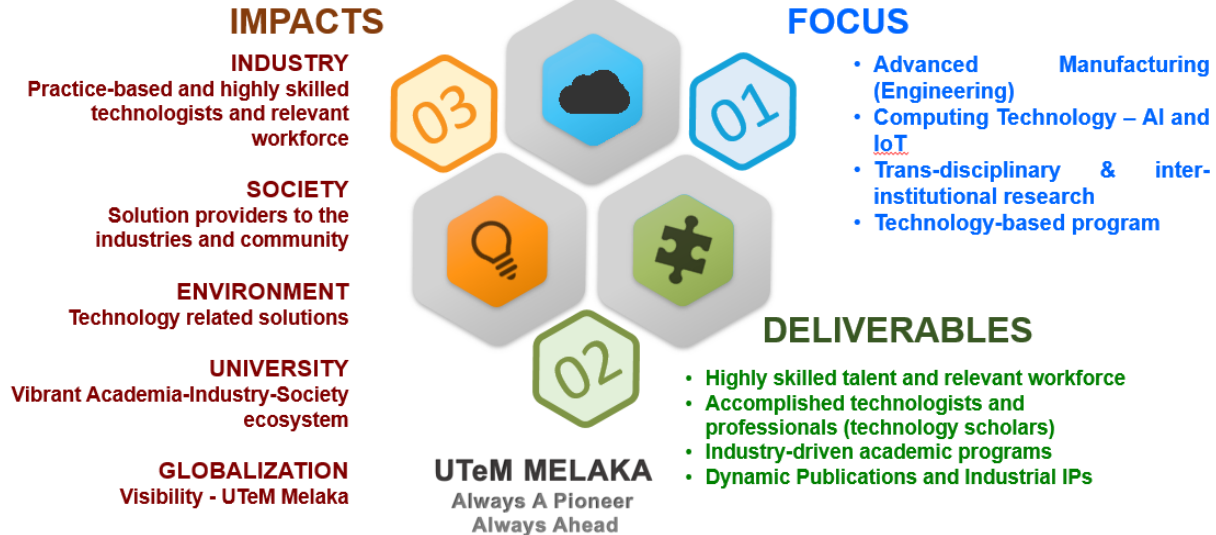 IMPACTS
INDUSTRY
Practice-based and highly skilled
technologists and relevant
workforce
SOCIETY
Solution providers to the
industries and community
ENVIRONMENT
Technology related solutions
UNIVERSITY
Vibrant Academia-Industry-Society
ecosystem
GLOBALIZATION
Visibility - UTeM Melaka
03
01
02
FOCUS
• Advanced Manufacturing
(Engineering)
• Computing Technology – AI and
IoT
• Trans-disciplinary & inter-
institutional research
• Technology-based program
DELIVERABLES
• Highly skilled talent and relevant workforce
• Accomplished technologists and
professionals (technology scholars)
• Industry-driven academic programs
• Dynamic Publications and Industrial IPs
UTeM MELAKA
Always A Pioneer
Always Ahead